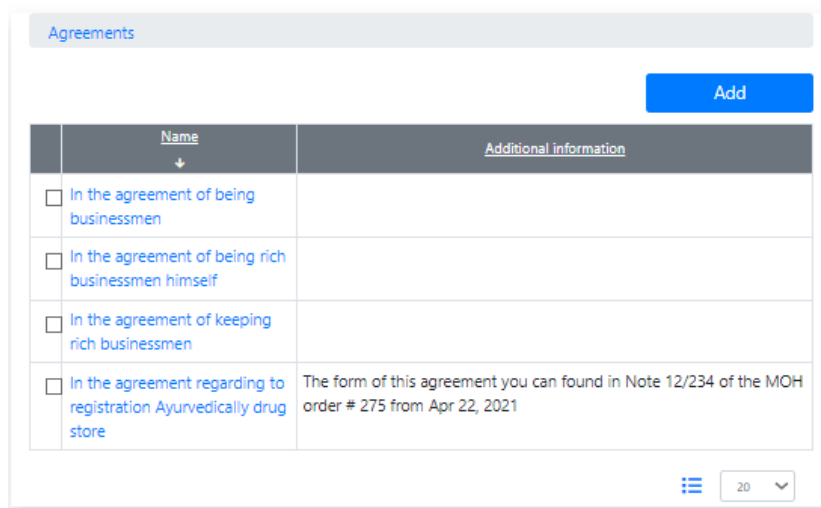 Agreements
Add
Name
Additional information
In the agreement of being
businessmen
In the agreement of being rich
businessmen himself
In the agreement of keeping
rich businessmen
In the agreement regarding to
registration Ayurvedically drug
store
The form of this agreement you can found in Note 12/234 of the MOH
order # 275 from Apr 22, 2021
20